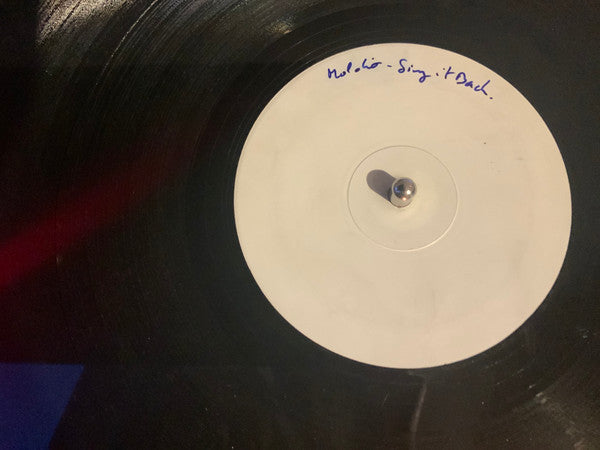 Moloko - Sing it Back.